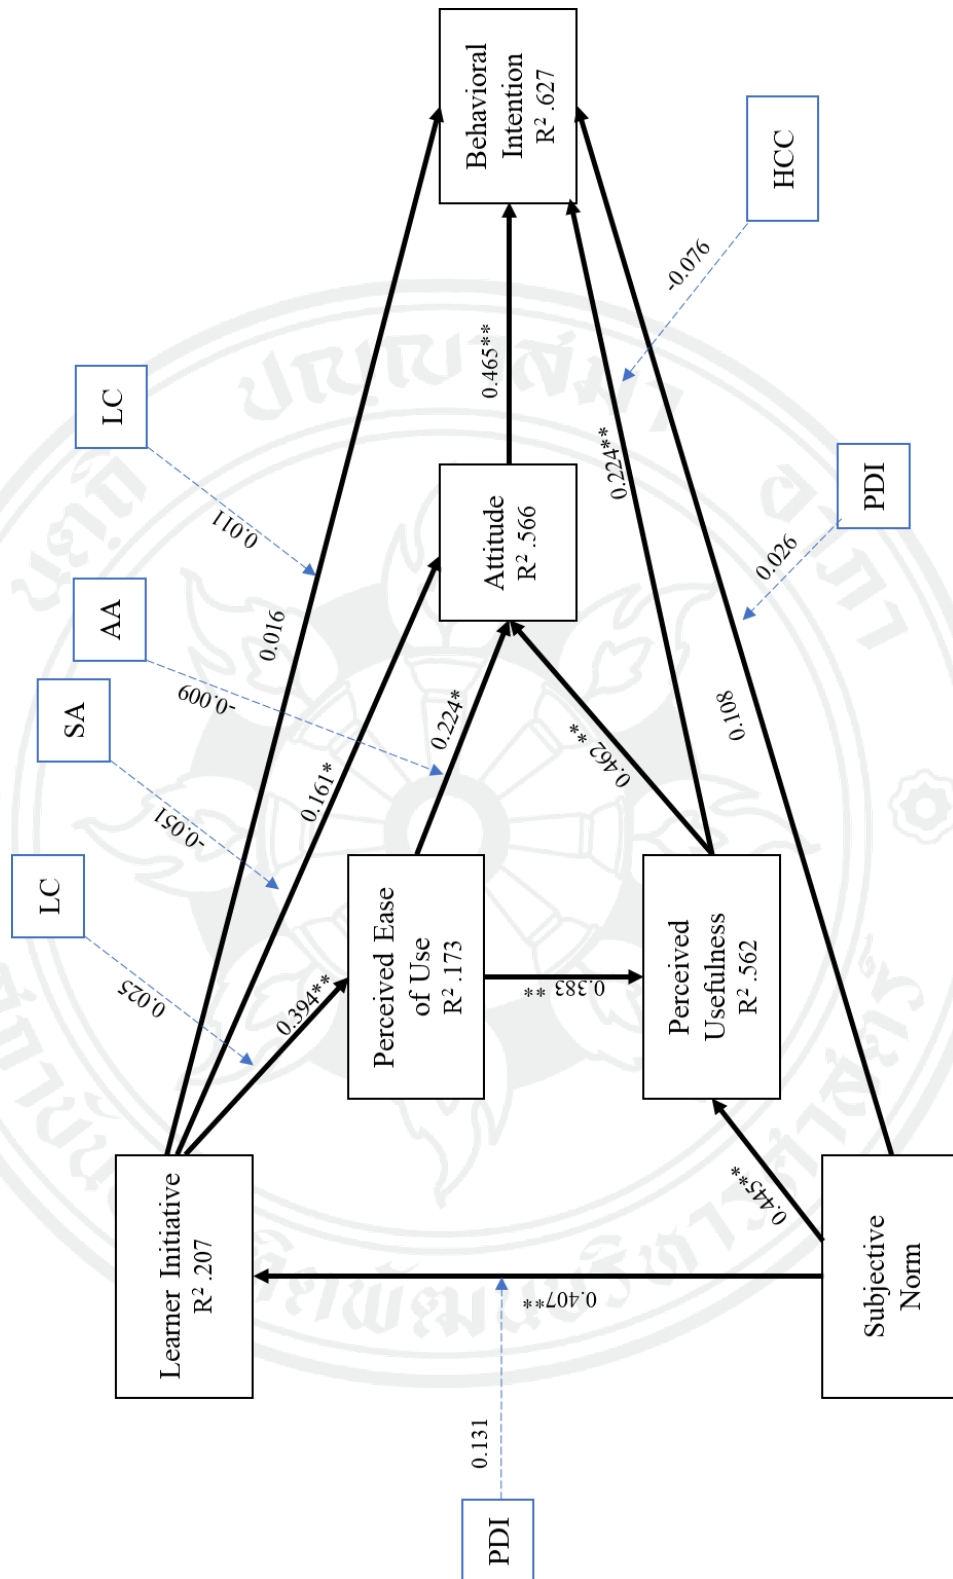 LC
SA
AA
LC
0.025
-0.051
-0.009
0.011
Learner Initiative
R² .207
0.394**
0.161*
0.016
Perceived Ease
of Use
R² .173
0.224*
Attitude
R² .566
0.465**
Behavioral
Intention
R² .627
PDI
0.131
0.407**
0.383 **
0.462 **
0.224**
-0.076
HCC
Perceived
Usefulness
R² .562
0.445**
0.108
0.026
PDI
Subjective
Norm